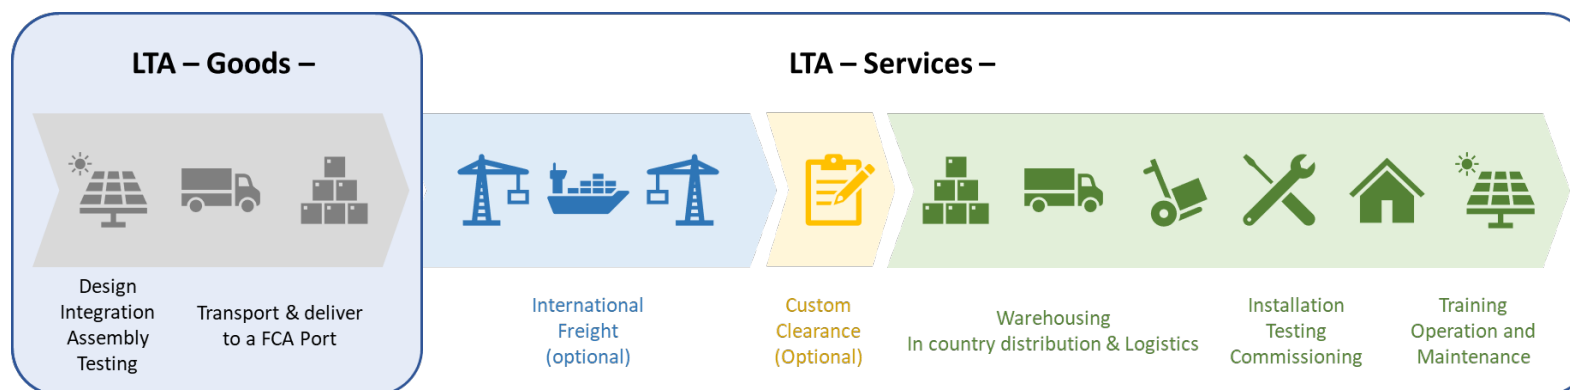 LTA – Goods –
LTA – Services –
Design
Integration
Assembly
Testing
Transport & deliver
to a FCA Port
International
Freight
(optional)
Custom
Clearance
(Optional)
Warehousing
In country distribution & Logistics
Installation
Testing
Commissioning
Training
Operation and
Maintenance